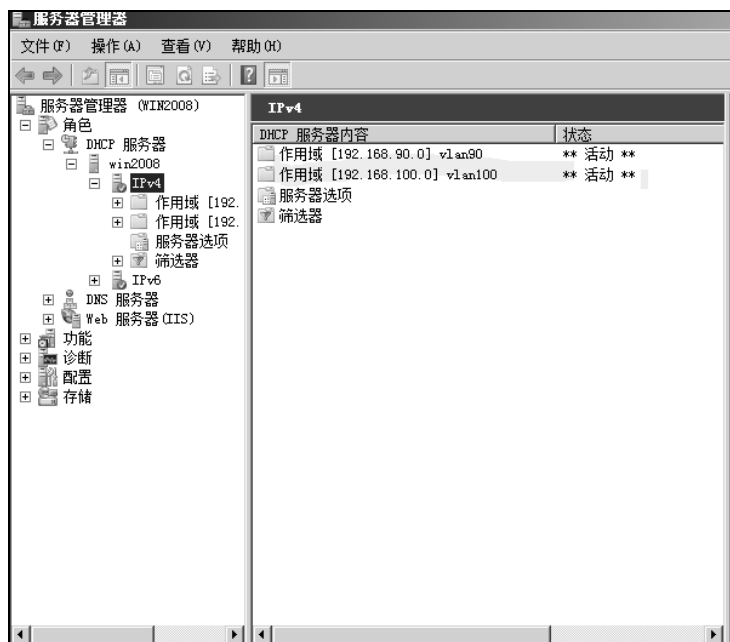 服务器管理器
文件(F) 操作(A) 查看(V) 帮助(H)
服务器管理器 (WIN2008)
角色
DHCP 服务器
win2008
IPv4
作用域 [192.
作用域 [192.
服务器选项
筛选器
IPv6
DNS 服务器
Web 服务器(IIS)
功能
诊断
配置
存储
IPv4
DHCP 服务器内容 状态
作用域 [192.168.90.0] vlan90 ** 活动 **
作用域 [192.168.100.0] vlan100 ** 活动 **
服务器选项
筛选器